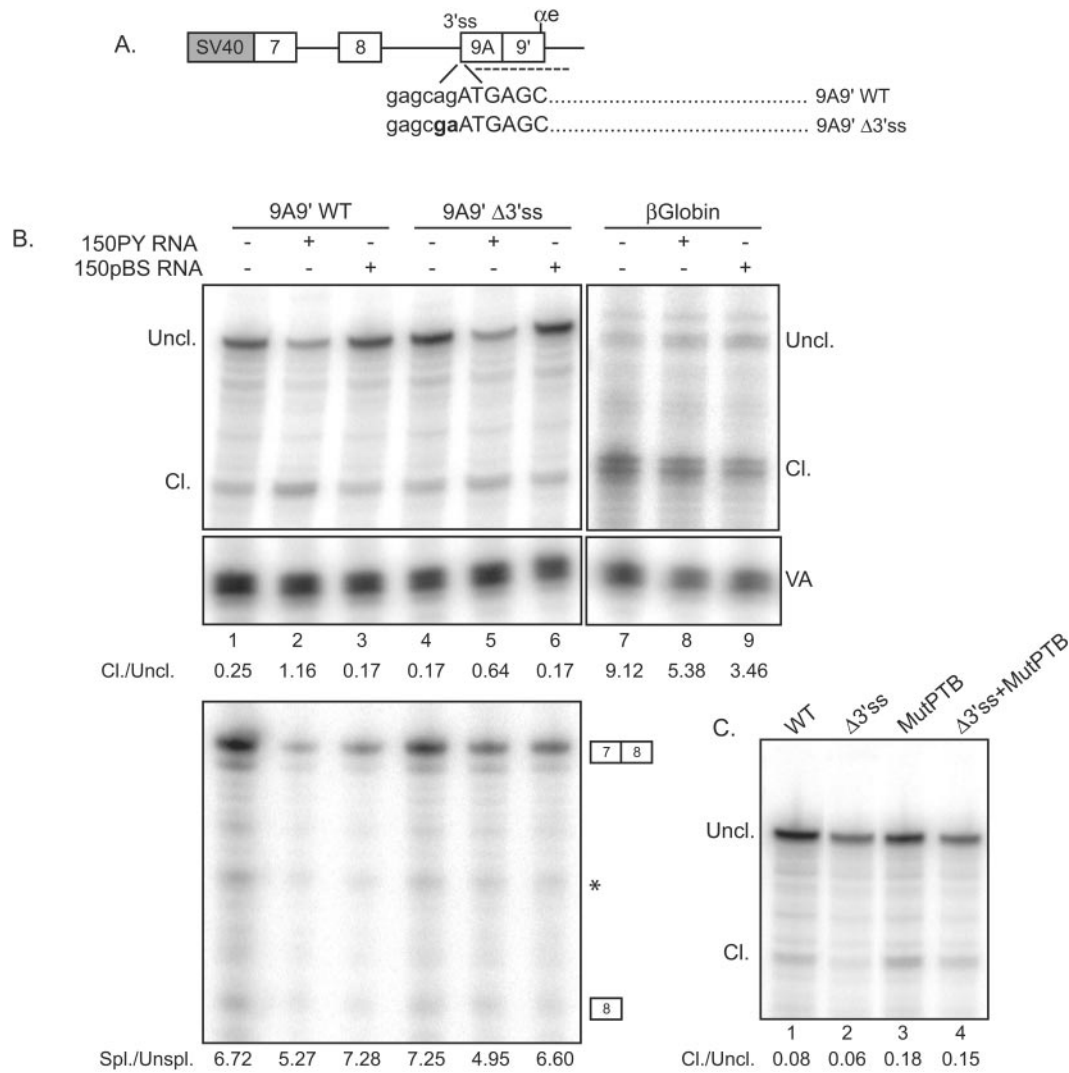 A.
3'ss
αe
SV40 7 8 9A 9'
gagcagATGAGC........................................ 9A9' WT
gagcgaATGAGC........................................ 9A9' Δ3'ss
B.
9A9' WT 9A9' Δ3'ss βGlobin
150PY RNA - + - - + - - + -
150pBS RNA - - + - - + - - +
Uncl. Uncl.
Cl. Cl.
VA
1 2 3 4 5 6 7 8 9
Cl./Uncl. 0.25 1.16 0.17 0.17 0.64 0.17 9.12 5.38 3.46
7 8
*
8
Spl./Unspl. 6.72 5.27 7.28 7.25 4.95 6.60
C.
WT Δ3'ss MutPTB Δ3'ss+MutPTB
Uncl.
Cl.
1 2 3 4
Cl./Uncl. 0.08 0.06 0.18 0.15